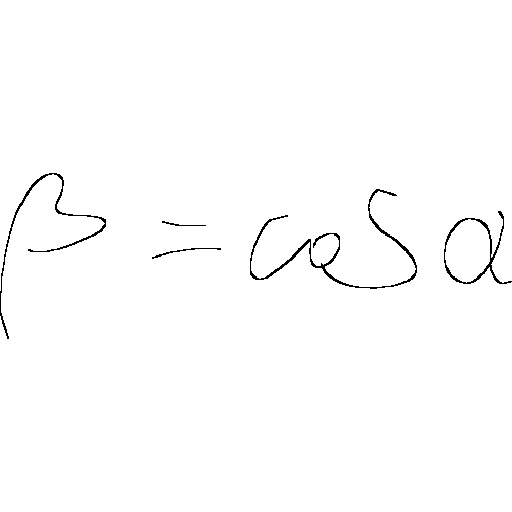 β = cos α